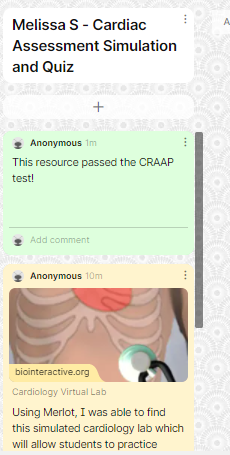 Melissa S - Cardiac
Assessment Simulation
and Quiz
A
+
Anonymous 1m
This resource passed the CRAAP
test!
Add comment
Anonymous 10m
biointeractive.org
Cardiology Virtual Lab
Using Merlot, I was able to find
this simulated cardiology lab which
will allow students to practice